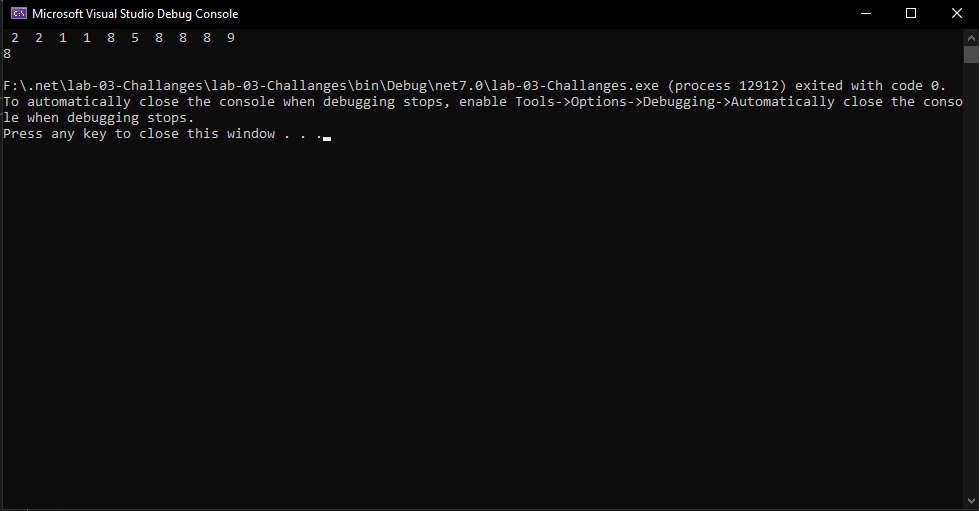 Microsoft Visual Studio Debug Console
2  2  1  1  8  5  8  8  8  9
8
F:\.net\lab-03-Challanges\lab-03-Challanges\bin\Debug\net7.0\lab-03-Challanges.exe (process 12912) exited with code 0.
To automatically close the console when debugging stops, enable Tools->Options->Debugging->Automatically close the conso
le when debugging stops.
Press any key to close this window . . .